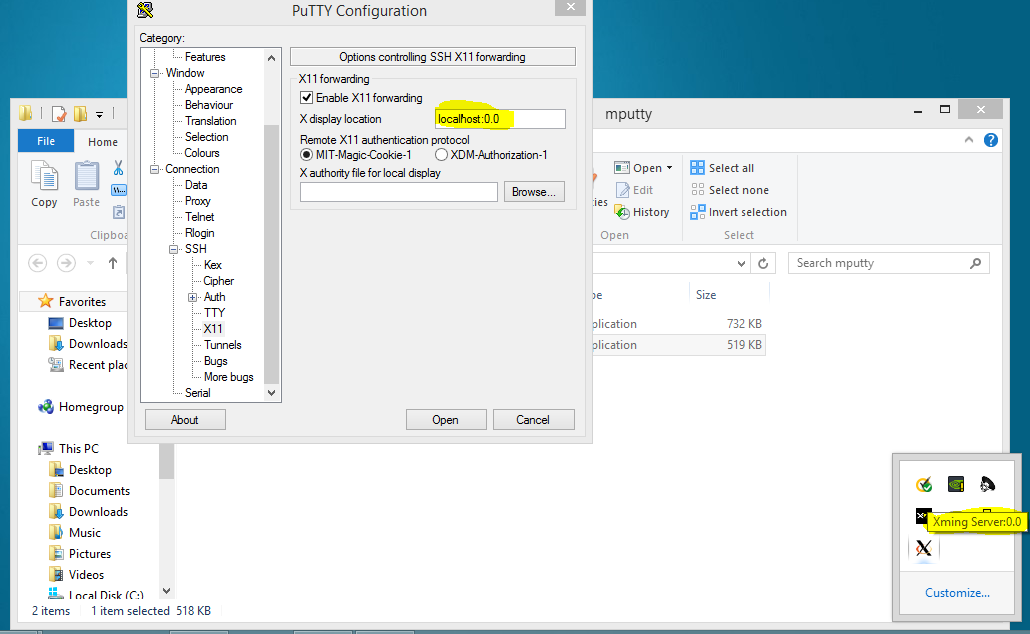 PuTTY Configuration
Category:
Features
Window
Appearance
Behaviour
Translation
Selection
Colours
Connection
Data
Proxy
Telnet
Rlogin
SSH
Kex
Cipher
Auth
TTY
X11
Tunnels
Bugs
More bugs
Serial
Options controlling SSH X11 forwarding
X11 forwarding
Enable X11 forwarding
X display location
localhost:0.0
Remote X11 authentication protocol
MIT-Magic-Cookie-1
XDM-Authorization-1
X authority file for local display
Browse...
About
Open
Cancel
mputty
File
Home
Copy
Paste
Open
Edit
History
Open
Select all
Select none
Invert selection
Select
Search mputty
Size
732 KB
519 KB
Favorites
Desktop
Downloads
Homegroup
This PC
Desktop
Documents
Downloads
Music
Pictures
Videos
Local Disk (C:)
2 items
1 item selected 518 KB
Xming Server:0.0
Customize...